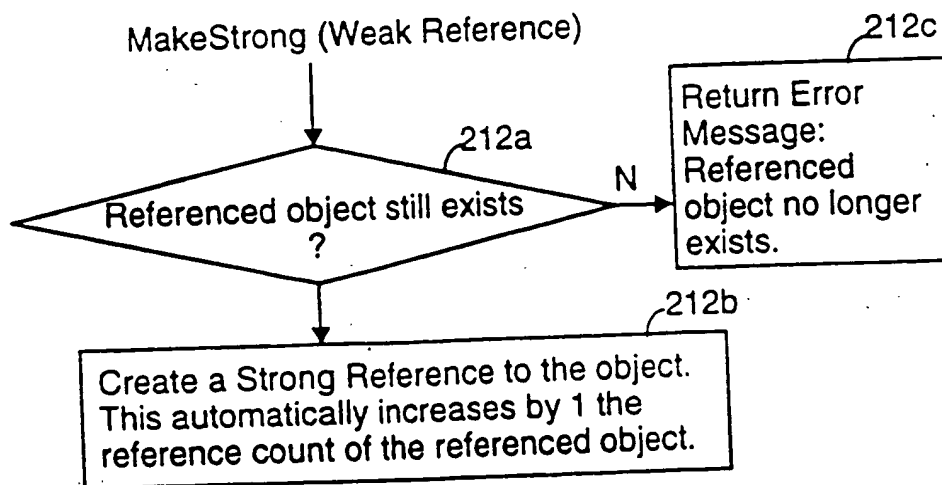 MakeStrong (Weak Reference)
212c
Return Error
Message:
Referenced
object no longer
exists.
212a
N
Referenced object still exists
?
212b
Create a Strong Reference to the object.
This automatically increases by 1 the
reference count of the referenced object.